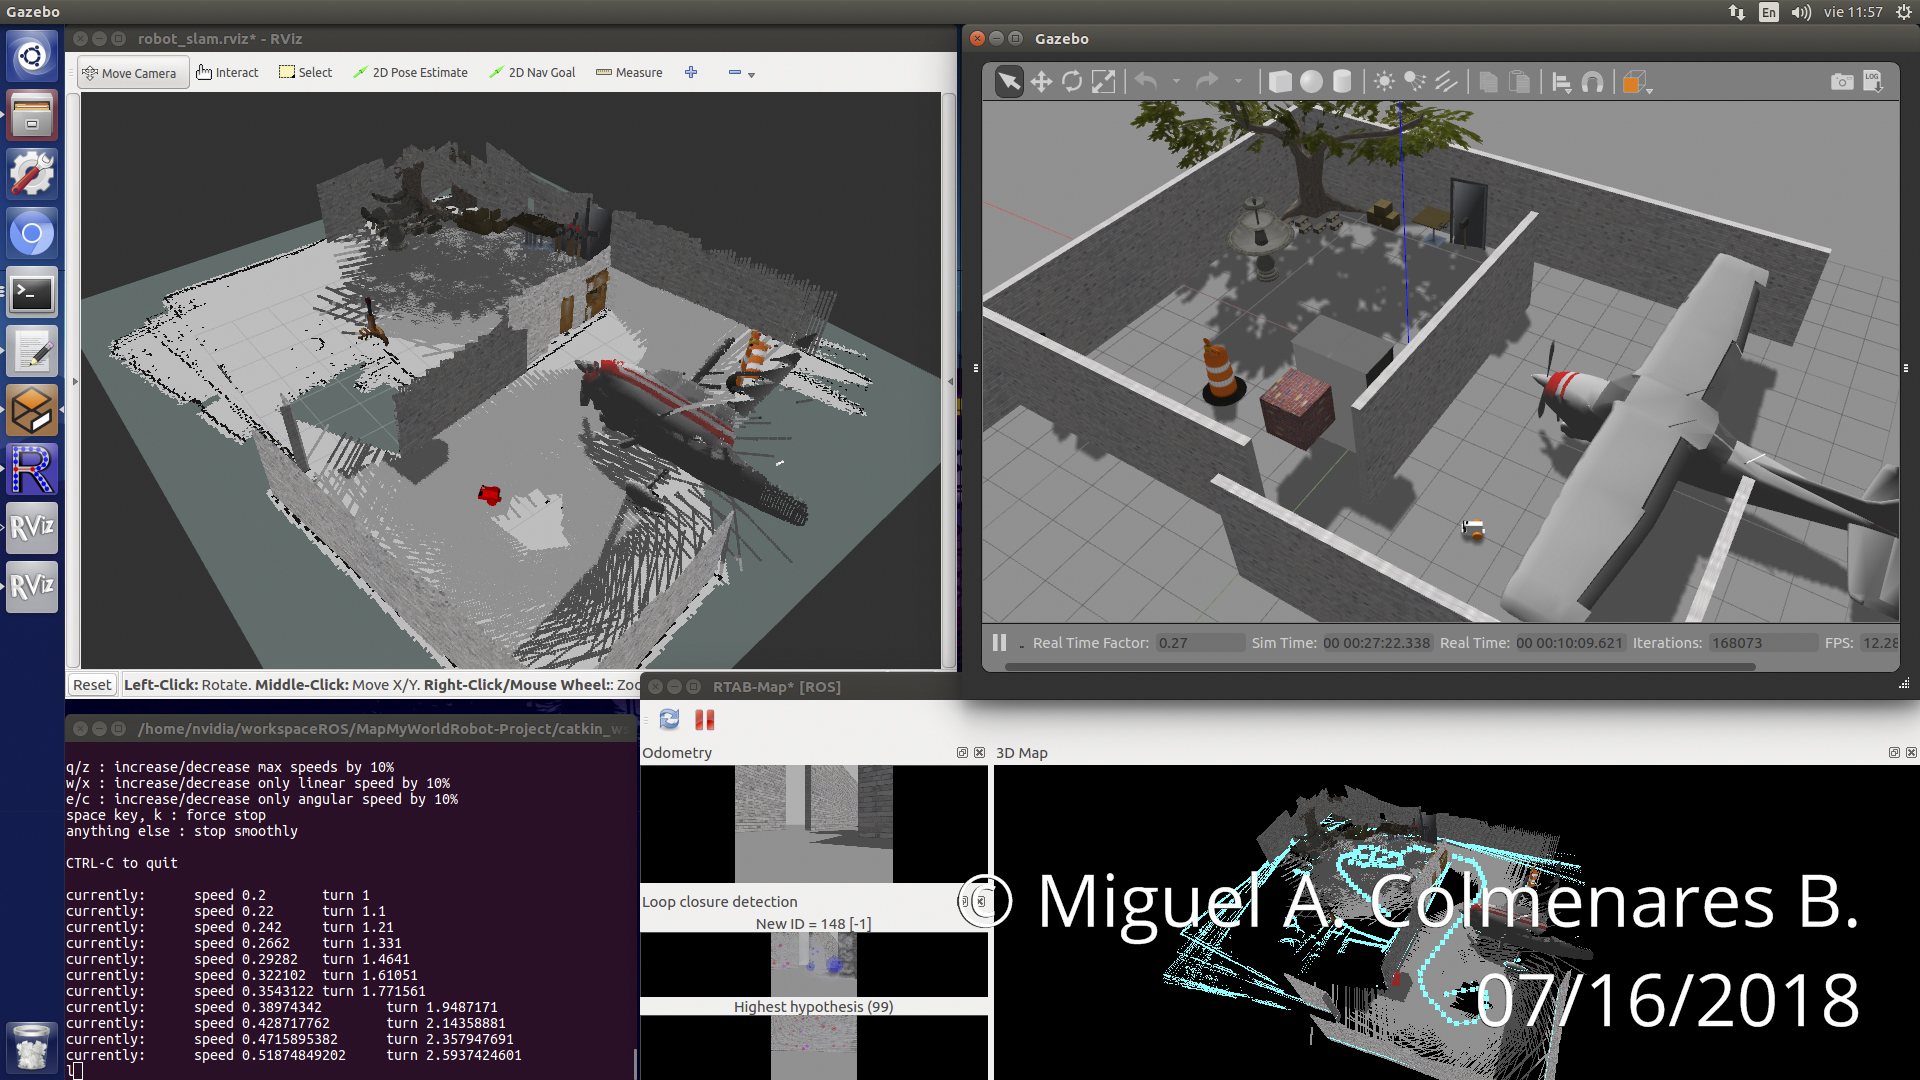 Gazebo
En
vie 11:57
robot_slam.rviz* - RViz
Gazebo
Move Camera
Interact
Select
2D Pose Estimate
2D Nav Goal
Measure
LOG
Real Time Factor: 0.27 Sim Time: 00 00:27:22.338 Real Time: 00 00:10:09.621 Iterations: 168073 FPS: 12.28
RViz
RViz
Reset
Left-Click: Rotate. Middle-Click: Move X/Y. Right-Click/Mouse Wheel:: Zoo
RTAB-Map* [ROS]
/home/nvidia/workspaceROS/MapMyWorldRobot-Project/catkin_ws
q/z : increase/decrease max speeds by 10%
w/x : increase/decrease only linear speed by 10%
e/c : increase/decrease only angular speed by 10%
space key, k : force stop
anything else : stop smoothly
CTRL-C to quit
currently: speed 0.2 turn 1
currently: speed 0.22 turn 1.1
currently: speed 0.242 turn 1.21
currently: speed 0.2662 turn 1.331
currently: speed 0.29282 turn 1.4641
currently: speed 0.322102 turn 1.61051
currently: speed 0.3543122 turn 1.771561
currently: speed 0.38974342 turn 1.9487171
currently: speed 0.428717762 turn 2.14358881
currently: speed 0.4715895382 turn 2.357947691
currently: speed 0.51874849202 turn 2.5937424601
l
Odometry
3D Map
Loop closure detection
New ID = 148 [-1]
Highest hypothesis (99)
© Miguel A. Colmenares B.
07/16/2018